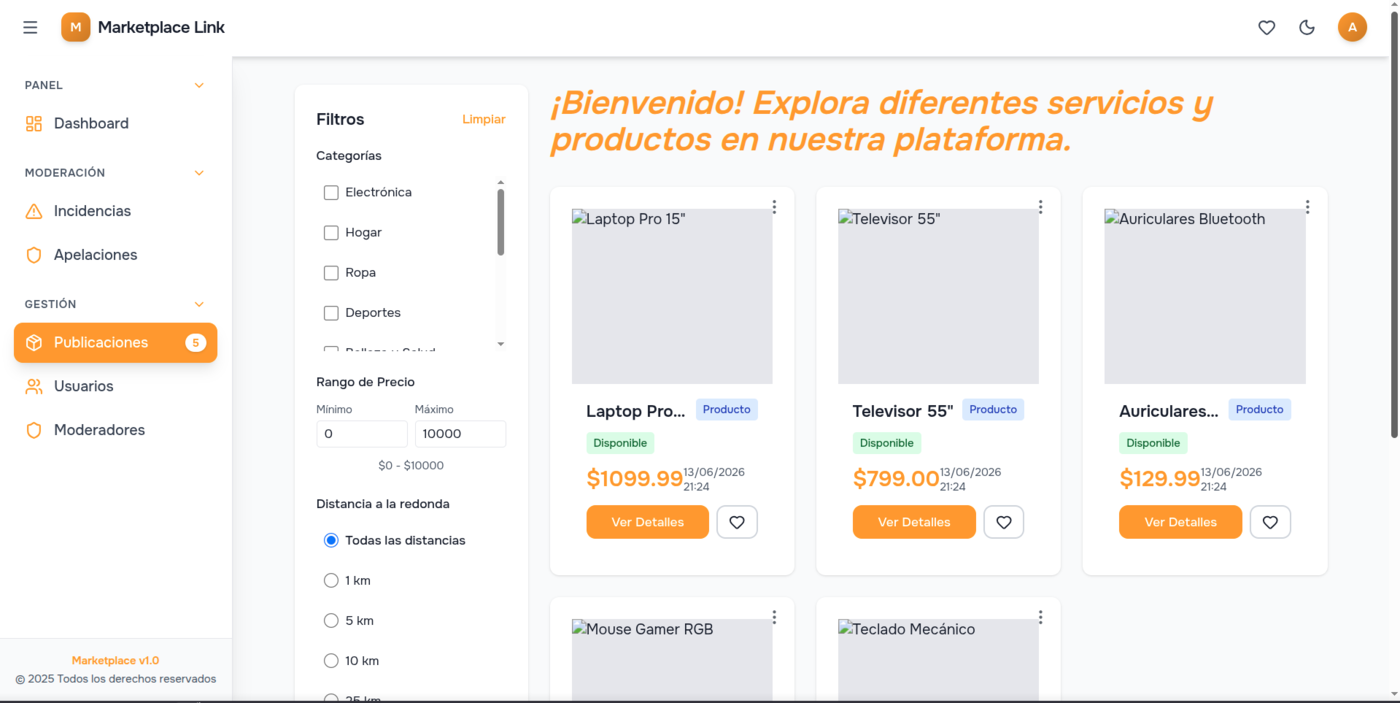 M Marketplace Link
A
PANEL
Dashboard
MODERACIÓN
Incidencias
Apelaciones
GESTIÓN
Publicaciones 5
Usuarios
Moderadores
Marketplace v1.0
© 2025 Todos los derechos reservados
Filtros Limpiar
Categorías
Electrónica
Hogar
Ropa
Deportes
Belleza y Salud
Rango de Precio
Mínimo Máximo
0 10000
$0 - $10000
Distancia a la redonda
Todas las distancias
1 km
5 km
10 km
25 km
¡Bienvenido! Explora diferentes servicios y
productos en nuestra plataforma.
Laptop Pro 15"
Laptop Pro... Producto
Disponible
$1099.99 13/06/2026
21:24
Ver Detalles
Televisor 55"
Televisor 55" Producto
Disponible
$799.00 13/06/2026
21:24
Ver Detalles
Auriculares Bluetooth
Auriculares... Producto
Disponible
$129.99 13/06/2026
21:24
Ver Detalles
Mouse Gamer RGB
Teclado Mecánico